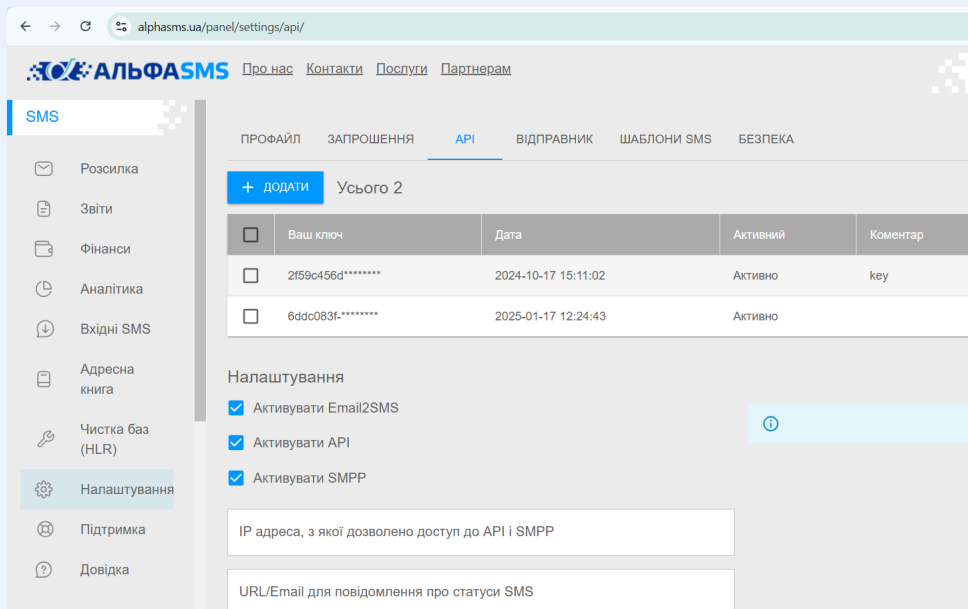 alphasms.ua/panel/settings/api/
АЛЬФАSMS Про нас Контакти Послуги Партнерам
SMS
Розсилка
Звіти
Фінанси
Аналітика
Вхідні SMS
Адресна
книга
Чистка баз
(HLR)
Налаштування
Підтримка
Довідка
ПРОФАЙЛ ЗАПРОШЕННЯ API ВІДПРАВНИК ШАБЛОНИ SMS БЕЗПЕКА
+ ДОДАТИ Усього 2
Ваш ключ Дата Активний Коментар
2f59c456d******** 2024-10-17 15:11:02 Активно key
6ddc083f-******** 2025-01-17 12:24:43 Активно
Налаштування
Активувати Email2SMS
Активувати API
Активувати SMPP
IP адреса, з якої дозволено доступ до API і SMPP
URL/Email для повідомлення про статуси SMS